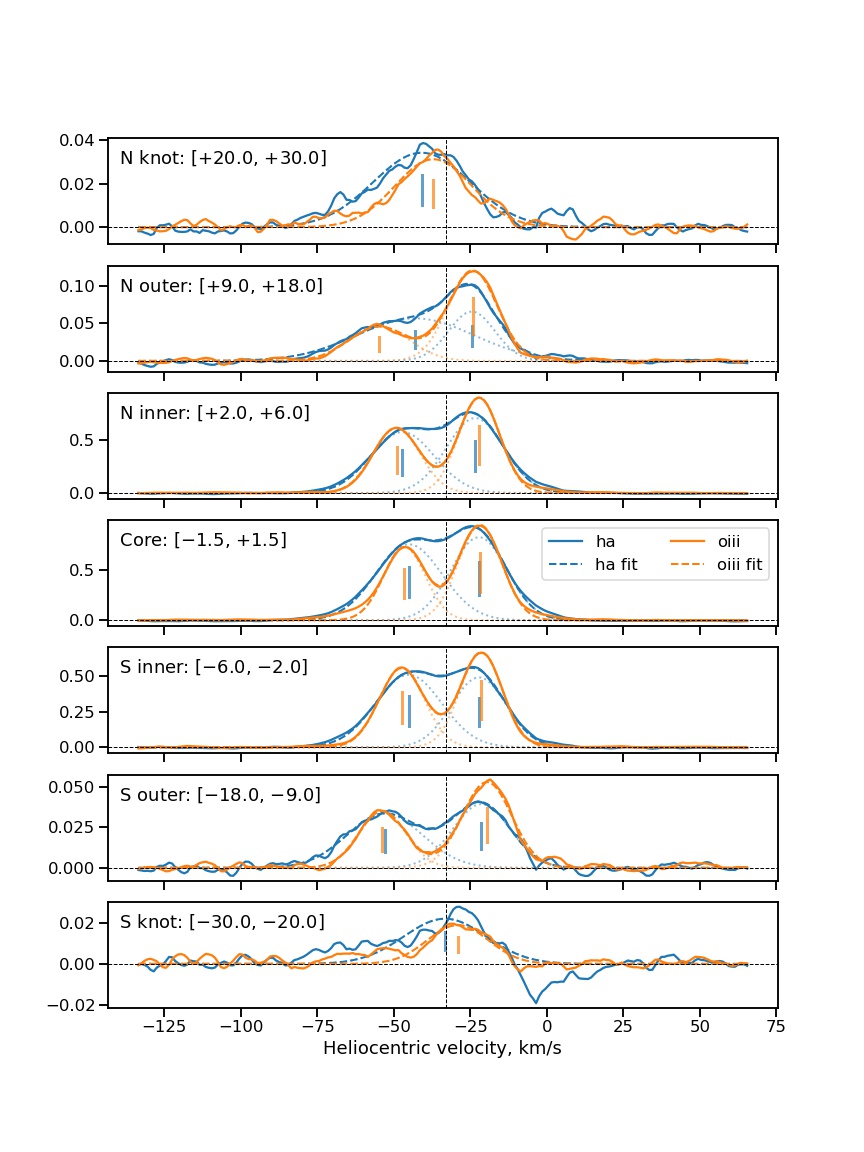 N knot: [+20.0, +30.0]
0.04
0.02
0.00
N outer: [+9.0, +18.0]
0.10
0.05
0.00
N inner: [+2.0, +6.0]
0.5
0.0
Core: [−1.5, +1.5]
ha
oiii
ha fit
oiii fit
0.5
0.0
S inner: [−6.0, −2.0]
0.50
0.25
0.00
S outer: [−18.0, −9.0]
0.050
0.025
0.000
S knot: [−30.0, −20.0]
0.02
0.00
−0.02
−125 −100 −75 −50 −25 0 25 50 75
Heliocentric velocity, km/s